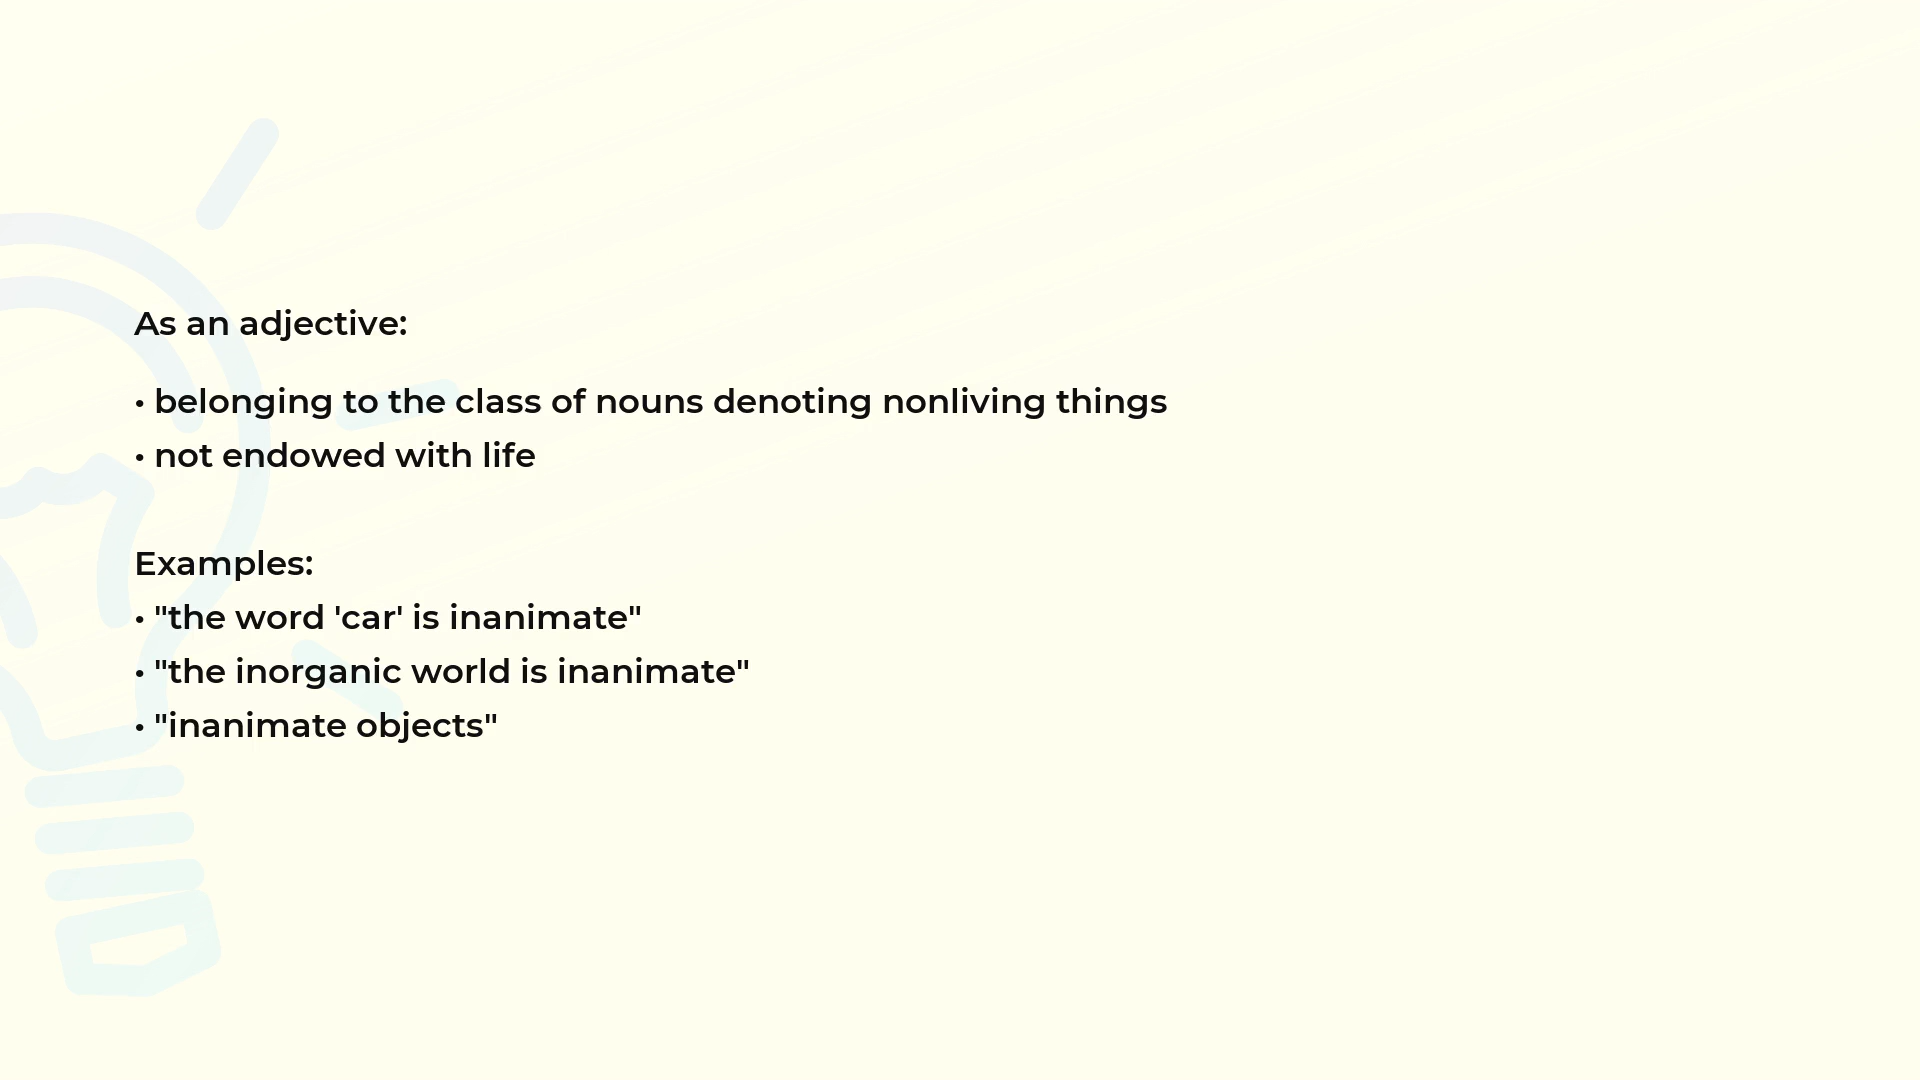 As an adjective:
• belonging to the class of nouns denoting nonliving things
• not endowed with life
Examples:
• "the word 'car' is inanimate"
• "the inorganic world is inanimate"
• "inanimate objects"